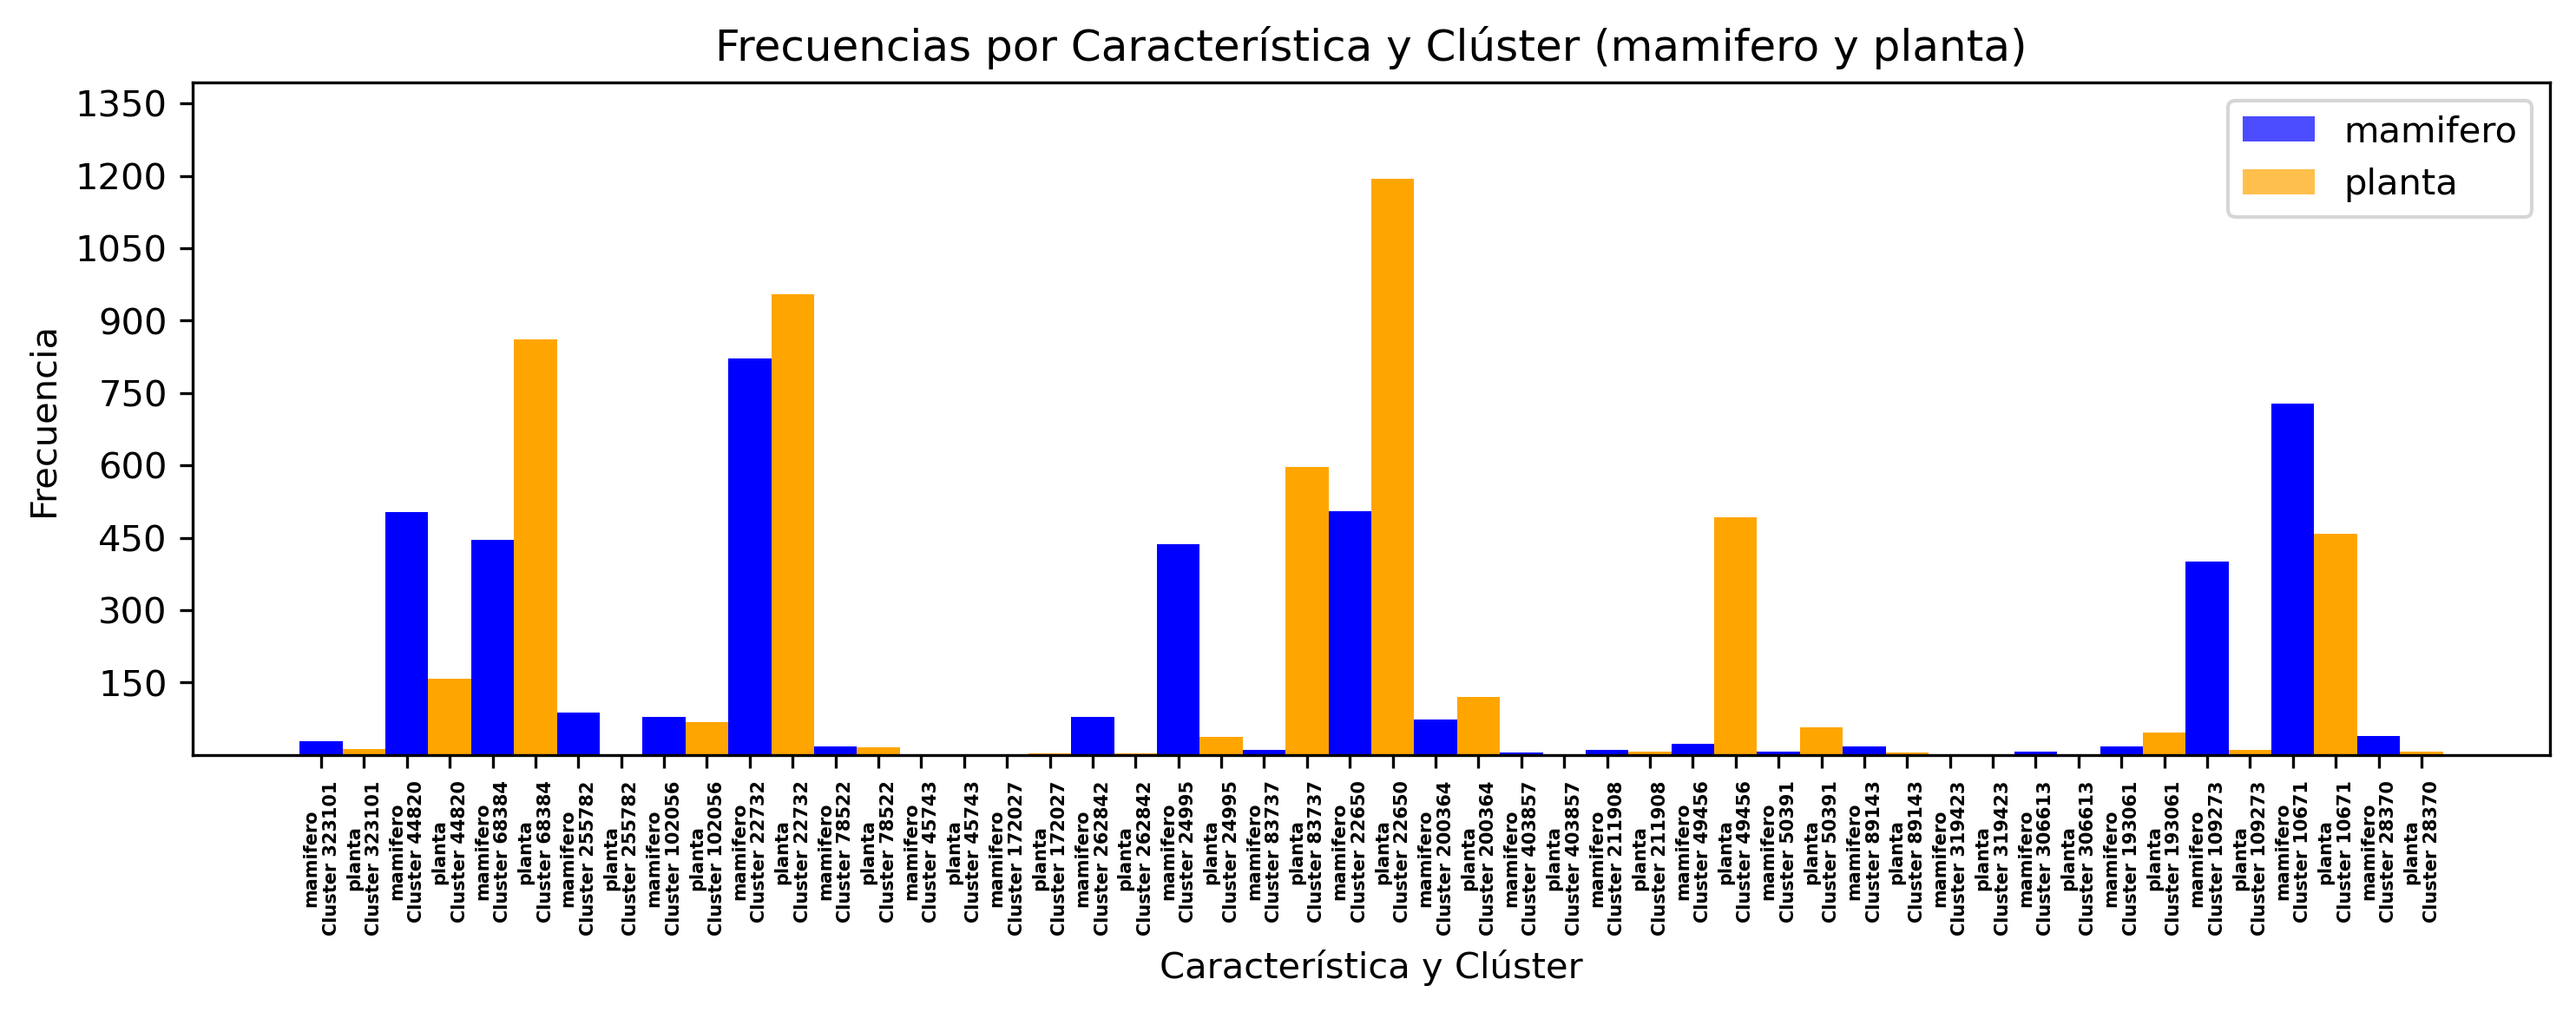 Frecuencias por Característica y Clúster (mamifero y planta)
1350
1200
1050
900
750
600
450
300
150
Frecuencia
mamifero
planta
mamifero
Cluster 323101
planta
Cluster 323101
mamifero
Cluster 44820
planta
Cluster 44820
mamifero
Cluster 68384
planta
Cluster 68384
mamifero
Cluster 255782
planta
Cluster 255782
mamifero
Cluster 102056
planta
Cluster 102056
mamifero
Cluster 22732
planta
Cluster 22732
mamifero
Cluster 78522
planta
Cluster 78522
mamifero
Cluster 45743
planta
Cluster 45743
mamifero
Cluster 172027
planta
Cluster 172027
mamifero
Cluster 262842
planta
Cluster 262842
mamifero
Cluster 24995
planta
Cluster 24995
mamifero
Cluster 83737
planta
Cluster 83737
mamifero
Cluster 22650
planta
Cluster 22650
mamifero
Cluster 200364
planta
Cluster 200364
mamifero
Cluster 403857
planta
Cluster 403857
mamifero
Cluster 211908
planta
Cluster 211908
mamifero
Cluster 49456
planta
Cluster 49456
mamifero
Cluster 50391
planta
Cluster 50391
mamifero
Cluster 89143
planta
Cluster 89143
mamifero
Cluster 319423
planta
Cluster 319423
mamifero
Cluster 306613
planta
Cluster 306613
mamifero
Cluster 193061
planta
Cluster 193061
mamifero
Cluster 109273
planta
Cluster 109273
mamifero
Cluster 10671
planta
Cluster 10671
mamifero
Cluster 28370
planta
Cluster 28370
Característica y Clúster